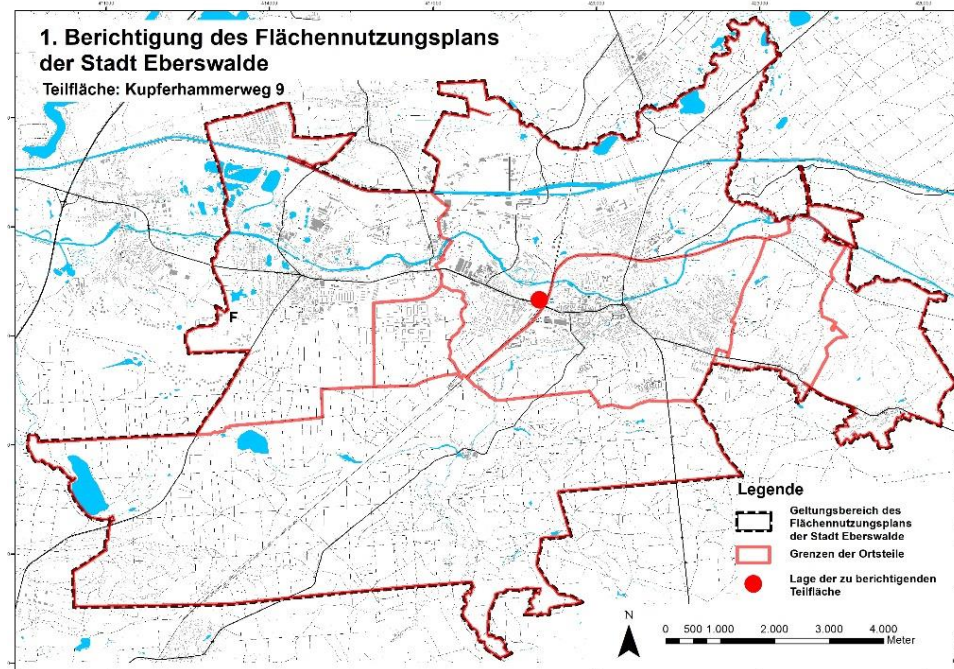 1. Berichtigung des Flächennutzungsplans
der Stadt Eberswalde
Teilfläche: Kupferhammerweg 9
F
Legende
Geltungsbereich des
Flächennutzungsplans
der Stadt Eberswalde
Grenzen der Ortsteile
Lage der zu berichtigenden
Teilfläche
N
0 500 1.000 2.000 3.000 4.000
Meter